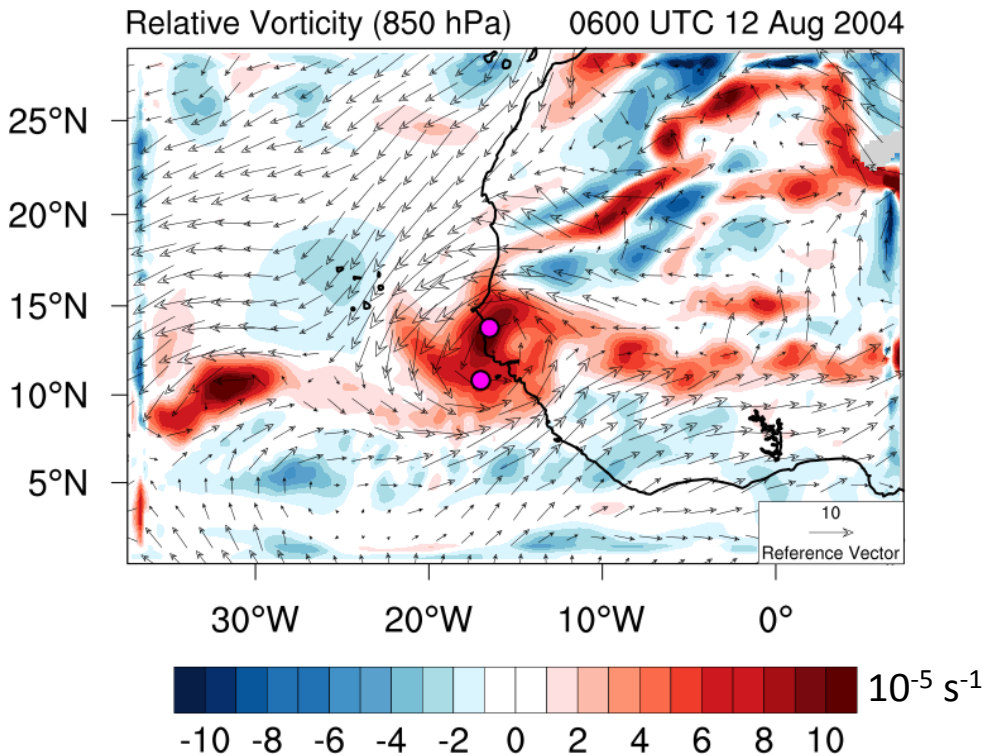 Relative Vorticity (850 hPa) 0600 UTC 12 Aug 2004
25°N
20°N
15°N
10°N
5°N
10
Reference Vector
30°W 20°W 10°W 0°
-10 -8 -6 -4 -2 0 2 4 6 8 10
10⁻⁵ s⁻¹